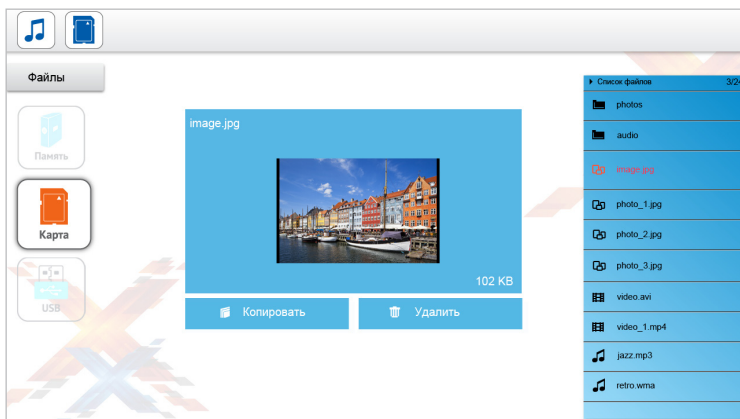 Файлы
Память
Карта
USB
image.jpg
102 KB
Копировать
Удалить
Список файлов 3/24
photos
audio
image.jpg
photo_1.jpg
photo_2.jpg
photo_3.jpg
video.avi
video_1.mp4
jazz.mp3
retro.wma